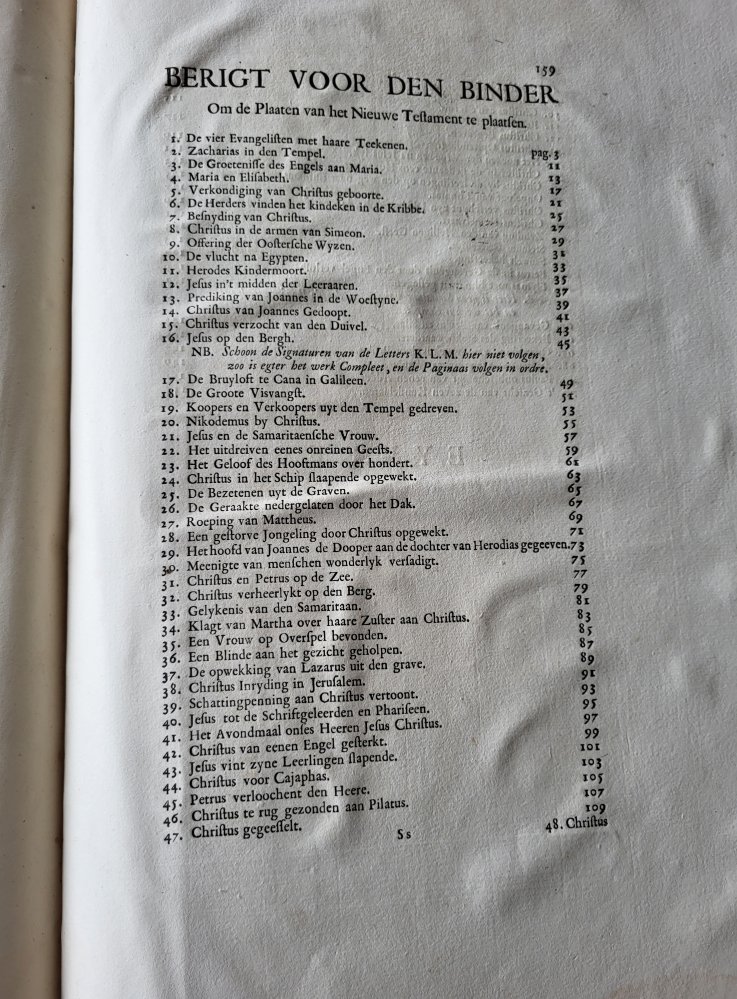 159
BERIGT VOOR DEN BINDER
Om de Plaaten van het Nieuwe Teſtament te plaatſen.
1. De vier Evangeliſten met haare Teekenen. pag. 3
2. Zacharias in den Tempel. 11
3. De Groeteniſſe des Engels aan Maria. 13
4. Maria en Eliſabeth. 17
5. Verkondiging van Chriſtus geboorte. 21
6. De Herders vinden het kindeken in de Kribbe. 25
7. Beſnyding van Chriſtus. 27
8. Chriſtus in de armen van Simeon. 29
9. Offering der Ooſterſche Wyzen. 31
10. De vlucht na Egypten. 33
11. Herodes Kindermoort. 35
12. Jeſus in't midden der Leeraaren. 37
13. Prediking van Joannes in de Woeſtyne. 39
14. Chriſtus van Joannes Gedoopt. 41
15. Chriſtus verzocht van den Duivel. 43
16. Jeſus op den Bergh. 45
NB. Schoon de Signaturen van de Letters K. L. M. hier niet volgen,
zoo is egter het werk Compleet, en de Paginaas volgen in ordre.
17. De Bruyloft te Cana in Galileen. 49
18. De Groote Visvangſt. 51
19. Koopers en Verkoopers uyt den Tempel gedreven. 53
20. Nikodemus by Chriſtus. 55
21. Jeſus en de Samaritaenſche Vrouw. 57
22. Het uitdreiven eenes onreinen Geeſts. 59
23. Het Geloof des Hooftmans over hondert. 61
24. Chriſtus in het Schip ſlaapende opgewekt. 63
25. De Bezetenen uyt de Graven. 65
26. De Geraakte nedergelaten door het Dak. 67
27. Roeping van Mattheus. 69
28. Een geſtorve Jongeling door Chriſtus opgewekt. 71
29. Het hoofd van Joannes de Dooper aan de dochter van Herodias gegeeven. 73
30. Meenigte van menſchen wonderlyk verſadigt. 75
31. Chriſtus en Petrus op de Zee. 77
32. Chriſtus verheerlykt op den Berg. 79
33. Gelykenis van den Samaritaan. 81
34. Klagt van Martha over haare Zuſter aan Chriſtus. 83
35. Een Vrouw op Overſpel bevonden. 85
36. Een Blinde aan het gezicht geholpen. 87
37. De opwekking van Lazarus uit den grave. 89
38. Chriſtus Inryding in Jeruſalem. 91
39. Schattingpenning aan Chriſtus vertoont. 93
40. Jeſus tot de Schriftgeleerden en Phariſeen. 95
41. Het Avondmaal onſes Heeren Jeſus Chriſtus. 97
42. Chriſtus van eenen Engel geſterkt. 99
43. Jeſus vint zyne Leerlingen ſlapende. 101
44. Chriſtus voor Cajaphas. 103
45. Petrus verloochent den Heere. 105
46. Chriſtus te rug gezonden aan Pilatus. 107
47. Chriſtus gegeeſſelt. 109
Ss 48. Chriſtus